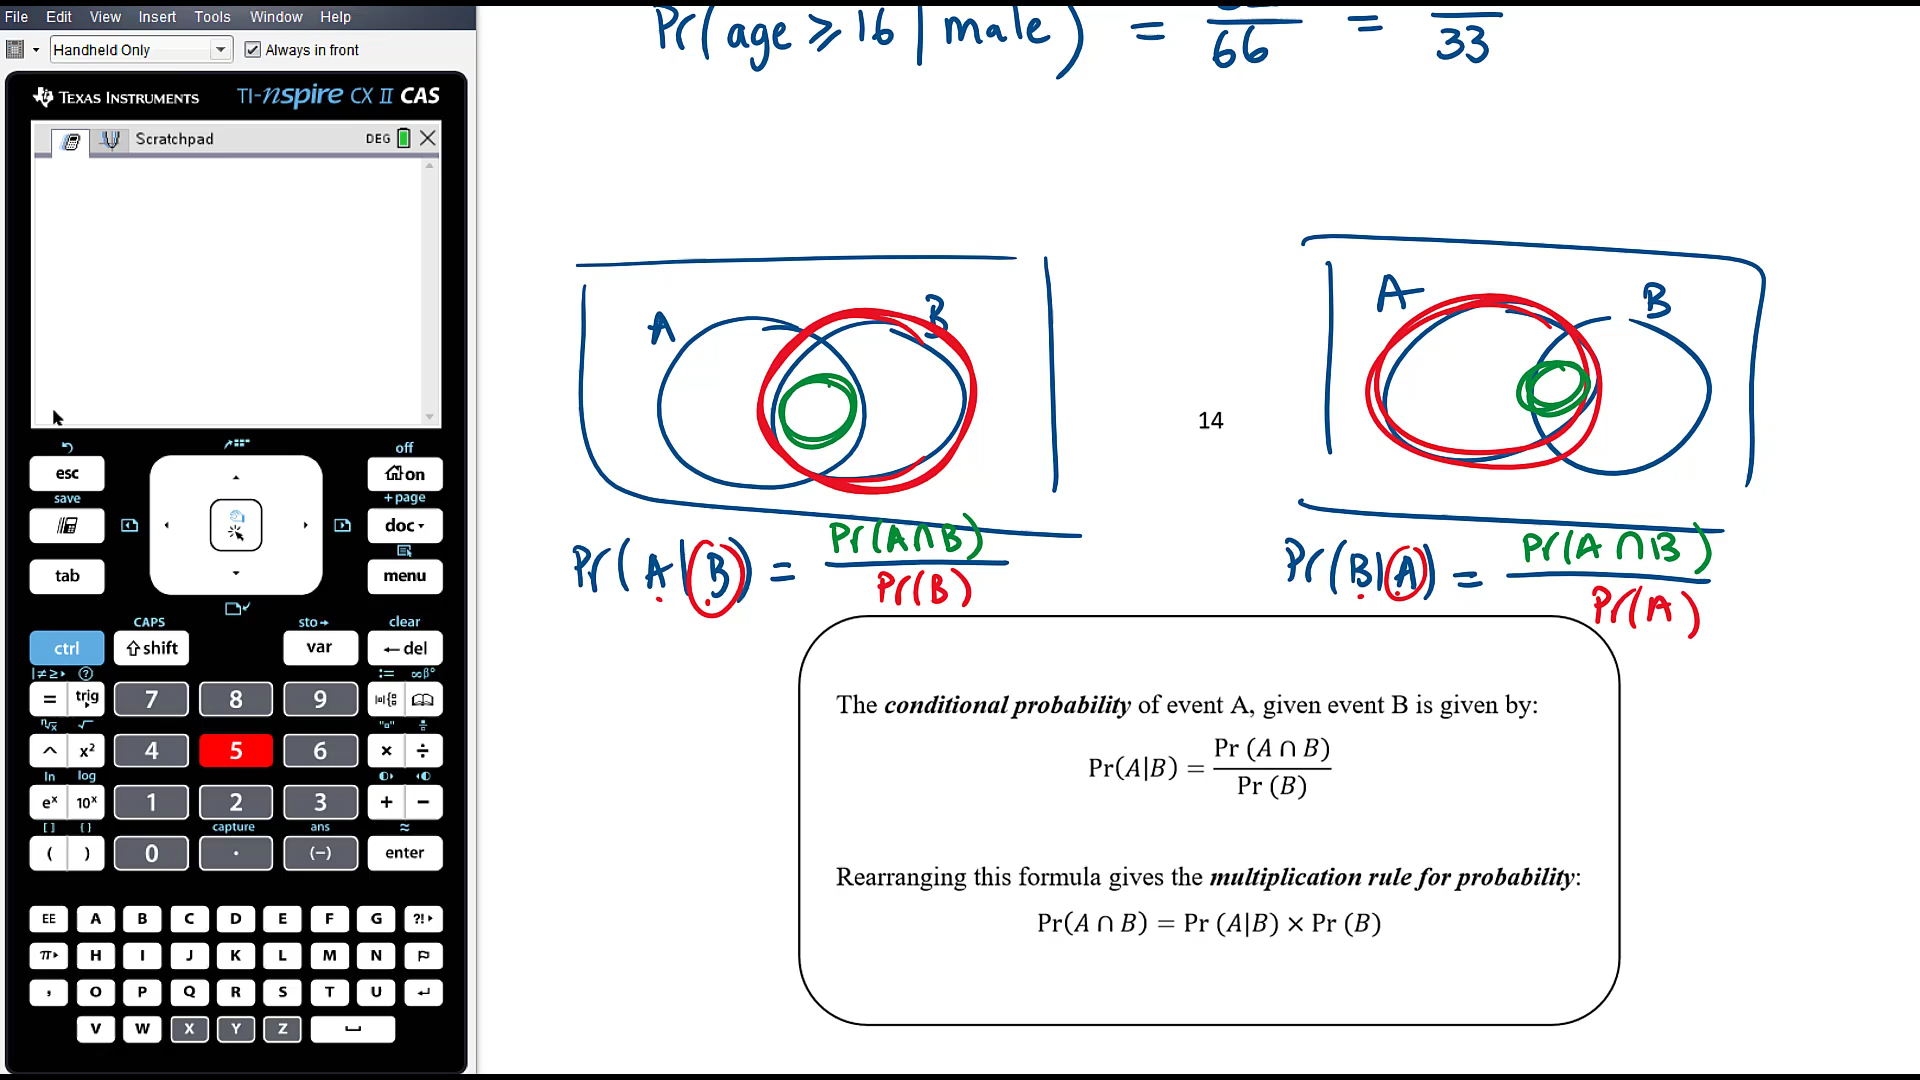 File Edit View Insert Tools Window Help
Handheld Only Always in front
TEXAS INSTRUMENTS TI-nspire CX II CAS
Scratchpad DEG
off
esc on
save +page
doc
tab menu
CAPS sto→ clear
ctrl ⇧shift var ←del
|≠≥▸ ? := ∞β°
= trig 7 8 9
ⁿ√x √ "▫"
^ x² 4 5 6 × ÷
ln log
eˣ 10ˣ 1 2 3 + −
[ ] { } capture ans ≈
( ) 0 . (−) enter
EE A B C D E F G ?!▸
π▸ H I J K L M N
, O P Q R S T U ↵
V W X Y Z
Pr(age ≥ 16 | male) = /66 = /33
A B
A B
14
Pr(A|B) = Pr(A∩B)/Pr(B)
Pr(B|A) = Pr(A∩B)/Pr(A)
The conditional probability of event A, given event B is given by:
Pr(A|B) = Pr (A ∩ B)/Pr (B)
Rearranging this formula gives the multiplication rule for probability:
Pr(A ∩ B) = Pr (A|B) × Pr (B)